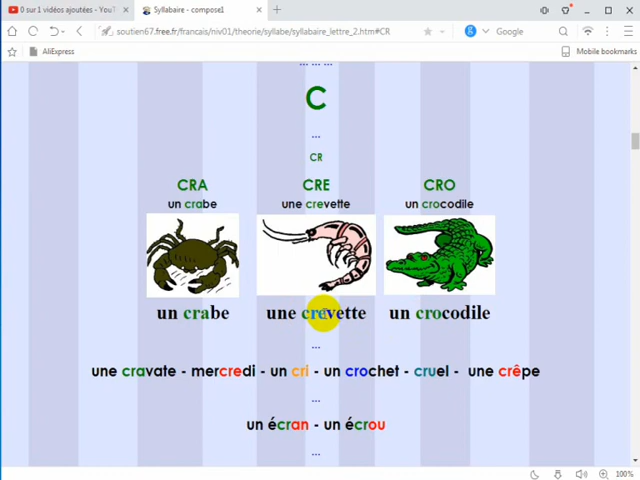 0 sur 1 vidéos ajoutées - YouT
Syllabaire - compose1
soutien67.free.fr/francais/niv01/theorie/syllabe/syllabaire_lettre_2.htm#CR
Google
AliExpress
Mobile bookmarks
... ... ...
C
...
CR
CRA CRE CRO
un crabe une crevette un crocodile
un crabe une crevette un crocodile
...
une cravate - mercredi - un cri - un crochet - cruel - une crêpe
...
un écran - un écrou
...
100%